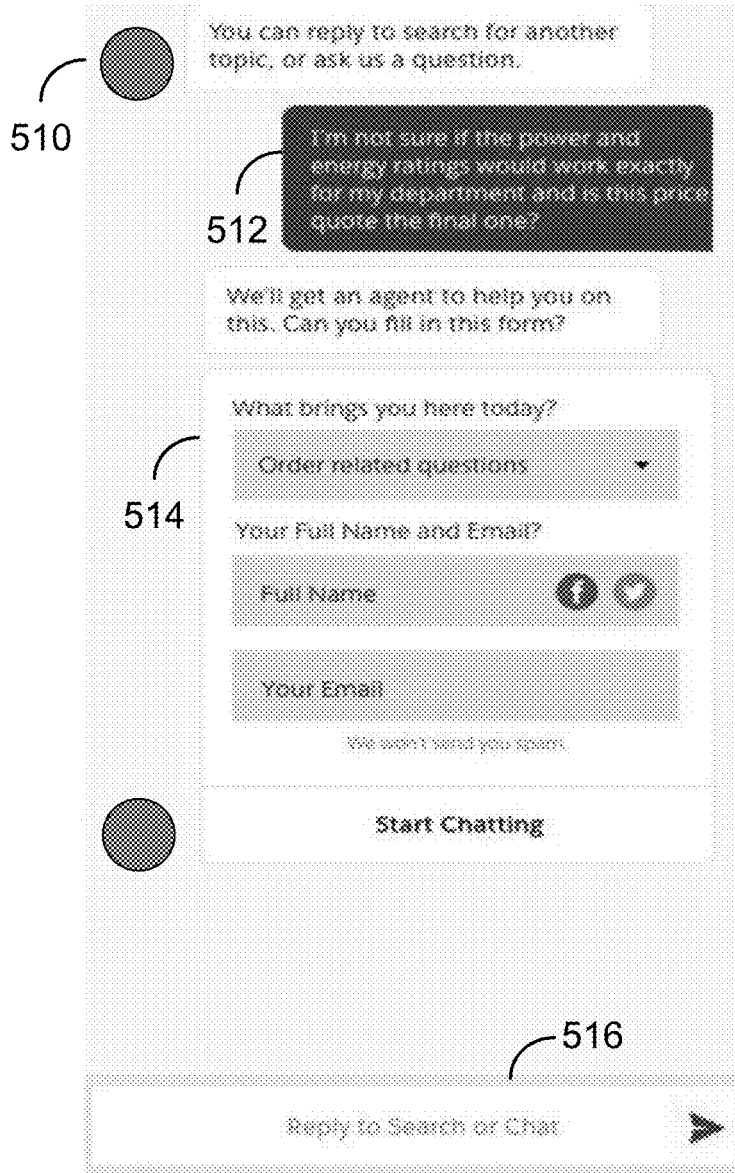 You can reply to search for another
topic, or ask us a question.
510
I'm not sure if the power and
energy ratings would work exactly
for my department and is this price
quote the final one?
512
We'll get an agent to help you on
this. Can you fill in this form?
What brings you here today?
Order related questions
514
Your Full Name and Email?
Full Name
Your Email
We won't send you spam.
Start Chatting
516
Reply to Search or Chat